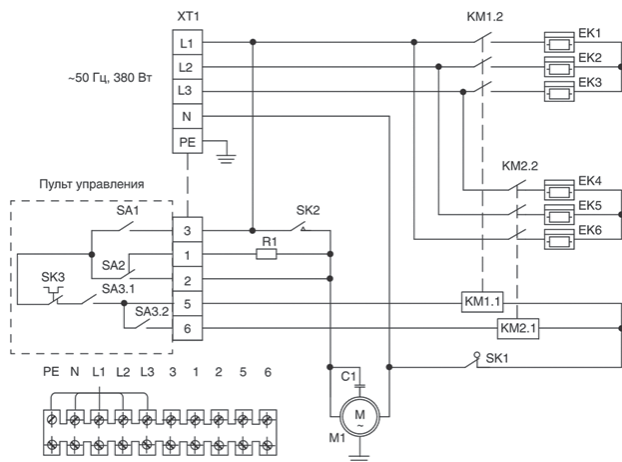 XT1
KM1.2
L1
EK1
L2
EK2
~50 Гц, 380 Вт
L3
EK3
N
PE
KM2.2
Пульт управления
EK4
SA1
SK2
EK5
3
R1
EK6
1
SA2
SK3
2
SA3.1
5
KM1.1
SA3.2
6
KM2.1
SK1
PE N L1 L2 L3 3 1 2 5 6
C1
M
~
M1